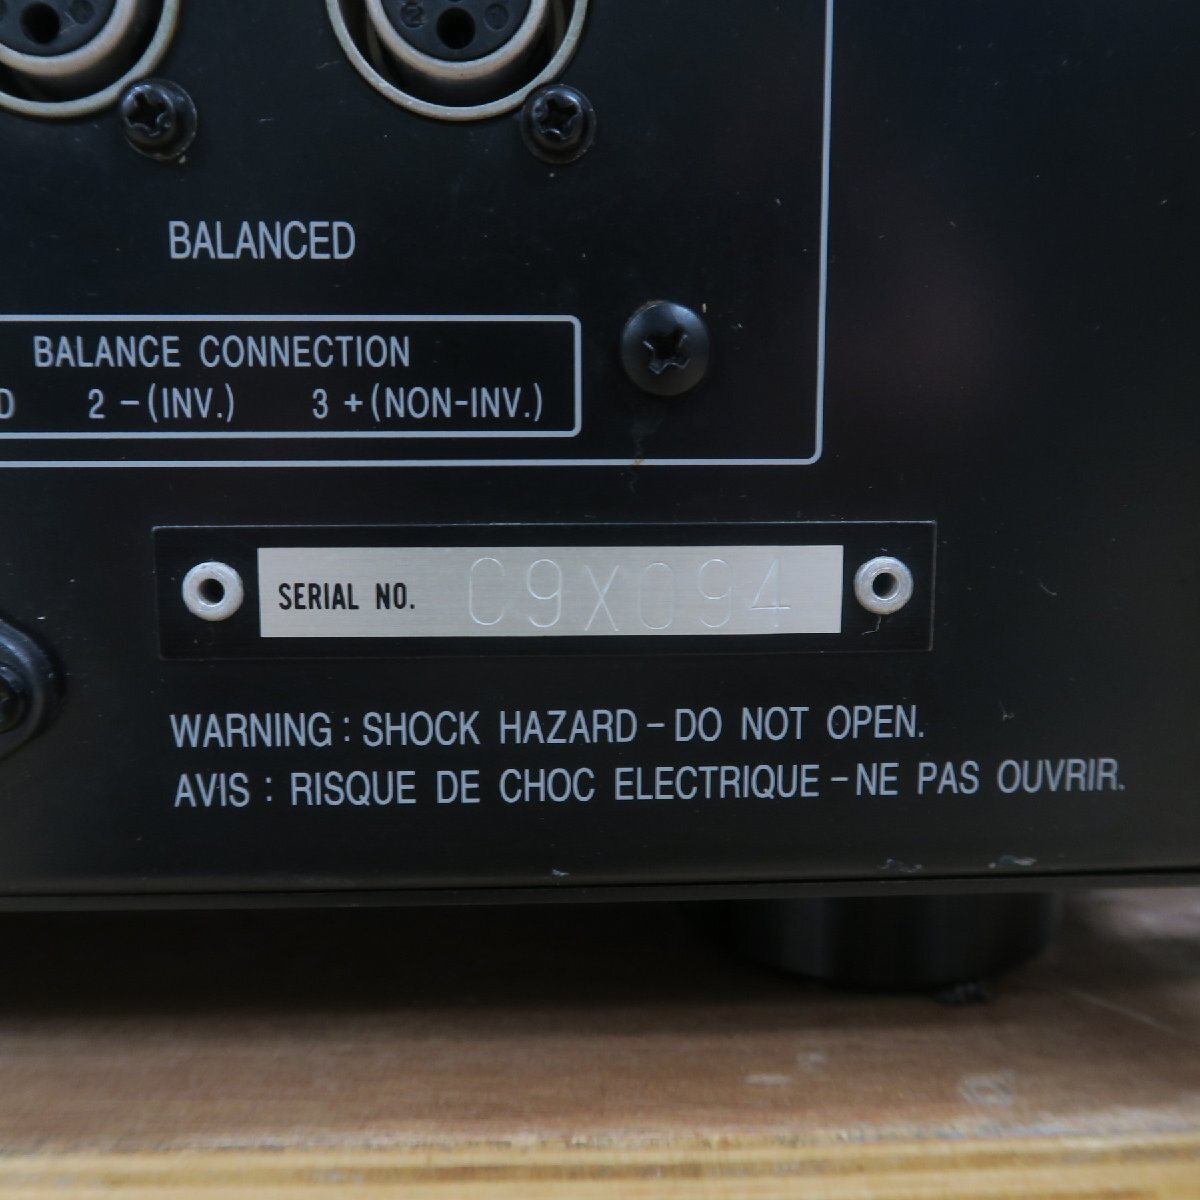 BALANCED
BALANCE CONNECTION
D 2 -(INV.) 3 +(NON-INV.)
SERIAL NO. C9X094
WARNING : SHOCK HAZARD - DO NOT OPEN.
AVIS : RISQUE DE CHOC ELECTRIQUE - NE PAS OUVRIR.